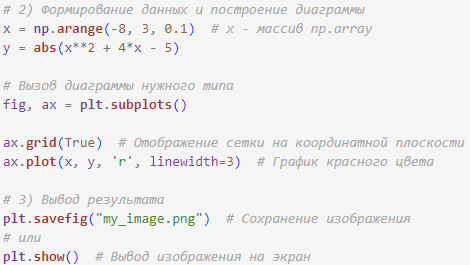 # 2) Формирование данных и построение диаграммы
x = np.arange(-8, 3, 0.1)  # x - массив np.array
y = abs(x**2 + 4*x - 5)
# Вызов диаграммы нужного типа
fig, ax = plt.subplots()
ax.grid(True)  # Отображение сетки на координатной плоскости
ax.plot(x, y, 'r', linewidth=3)  # График красного цвета
# 3) Вывод результата
plt.savefig("my_image.png")  # Сохранение изображения
# или
plt.show()  # Вывод изображения на экран